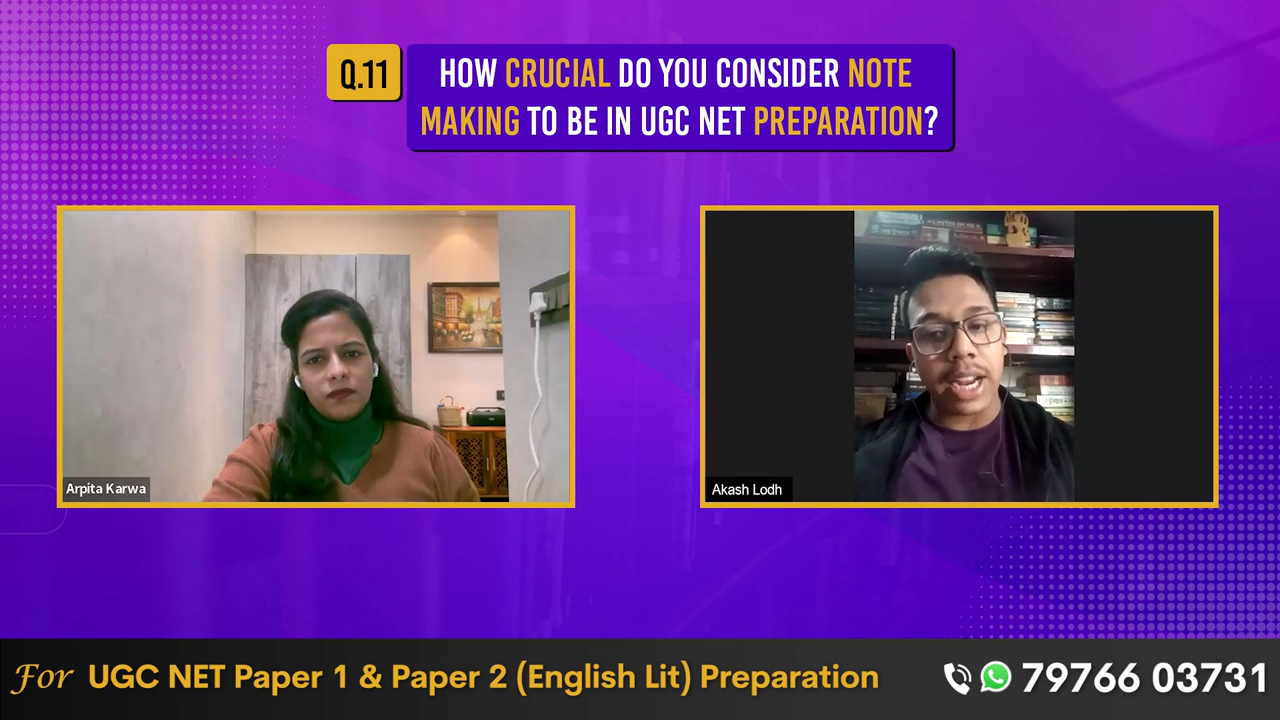 Q.11
HOW CRUCIAL DO YOU CONSIDER NOTE
MAKING TO BE IN UGC NET PREPARATION?
Arpita Karwa
Akash Lodh
For UGC NET Paper 1 & Paper 2 (English Lit) Preparation
79766 03731